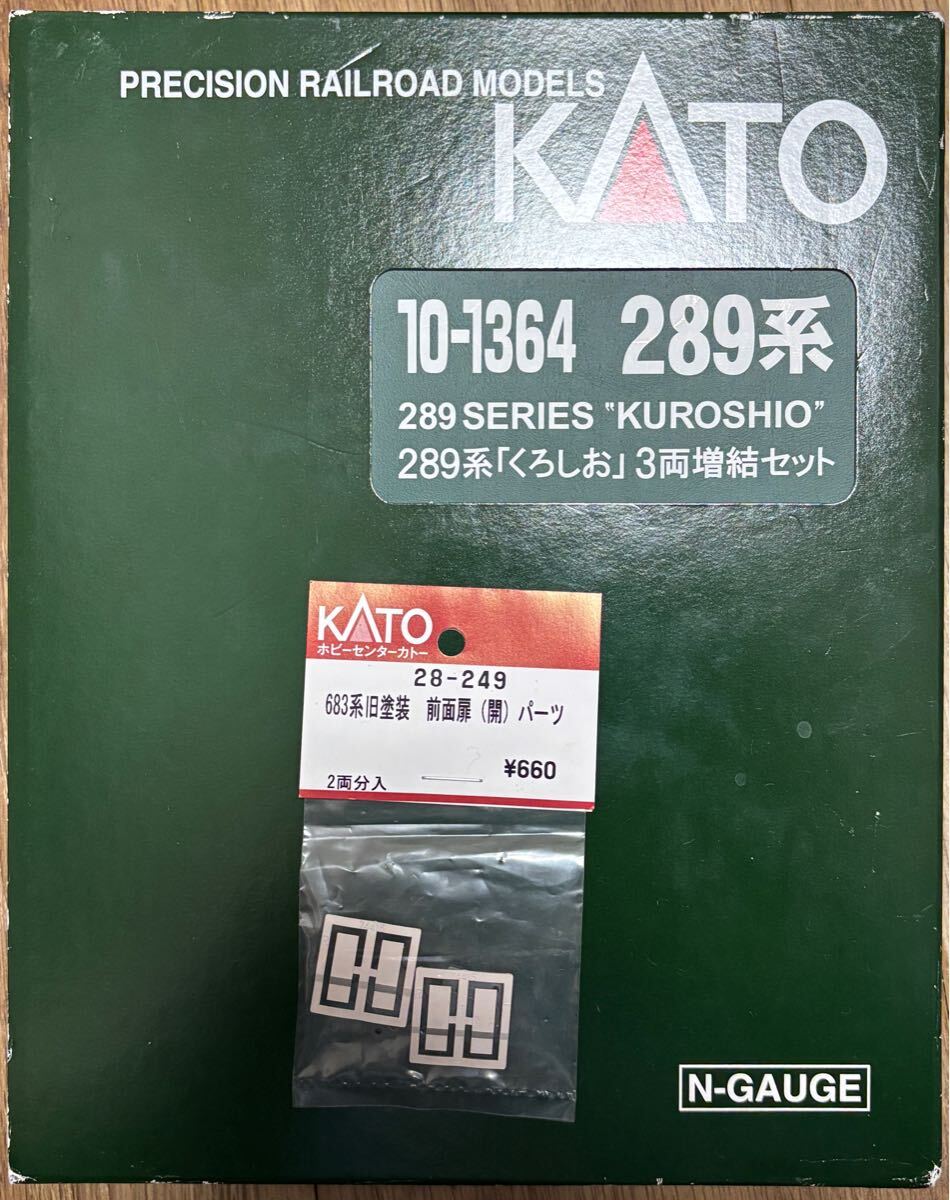 PRECISION RAILROAD MODELS
KATO
10-1364 289系
289 SERIES "KUROSHIO"
289系「くろしお」3両増結セット
KATO
ホビーセンターカトー
28-249
683系旧塗装 前面扉（開）パーツ
¥660
2両分入
N-GAUGE